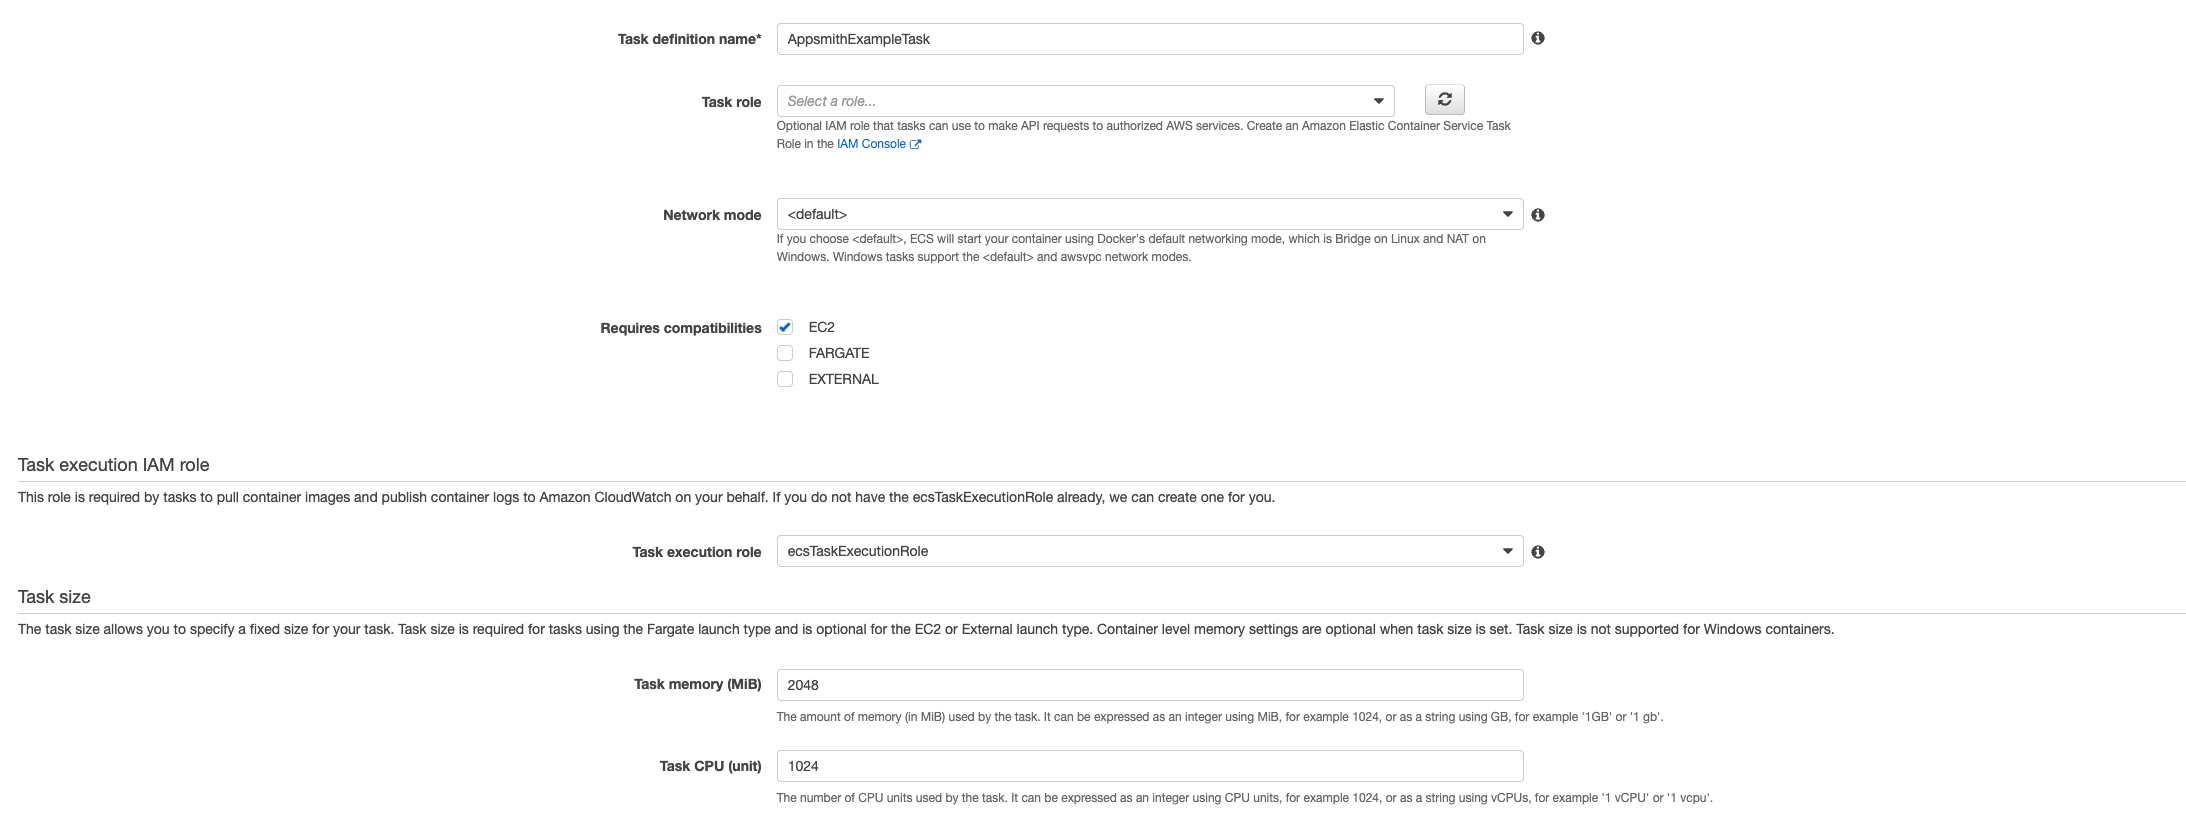 Task definition name* AppsmithExampleTask
Task role Select a role...
Optional IAM role that tasks can use to make API requests to authorized AWS services. Create an Amazon Elastic Container Service Task
Role in the IAM Console
Network mode <default>
If you choose <default>, ECS will start your container using Docker's default networking mode, which is Bridge on Linux and NAT on
Windows. Windows tasks support the <default> and awsvpc network modes.
Requires compatibilities EC2
FARGATE
EXTERNAL
Task execution IAM role
This role is required by tasks to pull container images and publish container logs to Amazon CloudWatch on your behalf. If you do not have the ecsTaskExecutionRole already, we can create one for you.
Task execution role ecsTaskExecutionRole
Task size
The task size allows you to specify a fixed size for your task. Task size is required for tasks using the Fargate launch type and is optional for the EC2 or External launch type. Container level memory settings are optional when task size is set. Task size is not supported for Windows containers.
Task memory (MiB) 2048
The amount of memory (in MiB) used by the task. It can be expressed as an integer using MiB, for example 1024, or as a string using GB, for example '1GB' or '1 gb'.
Task CPU (unit) 1024
The number of CPU units used by the task. It can be expressed as an integer using CPU units, for example 1024, or as a string using vCPUs, for example '1 vCPU' or '1 vcpu'.